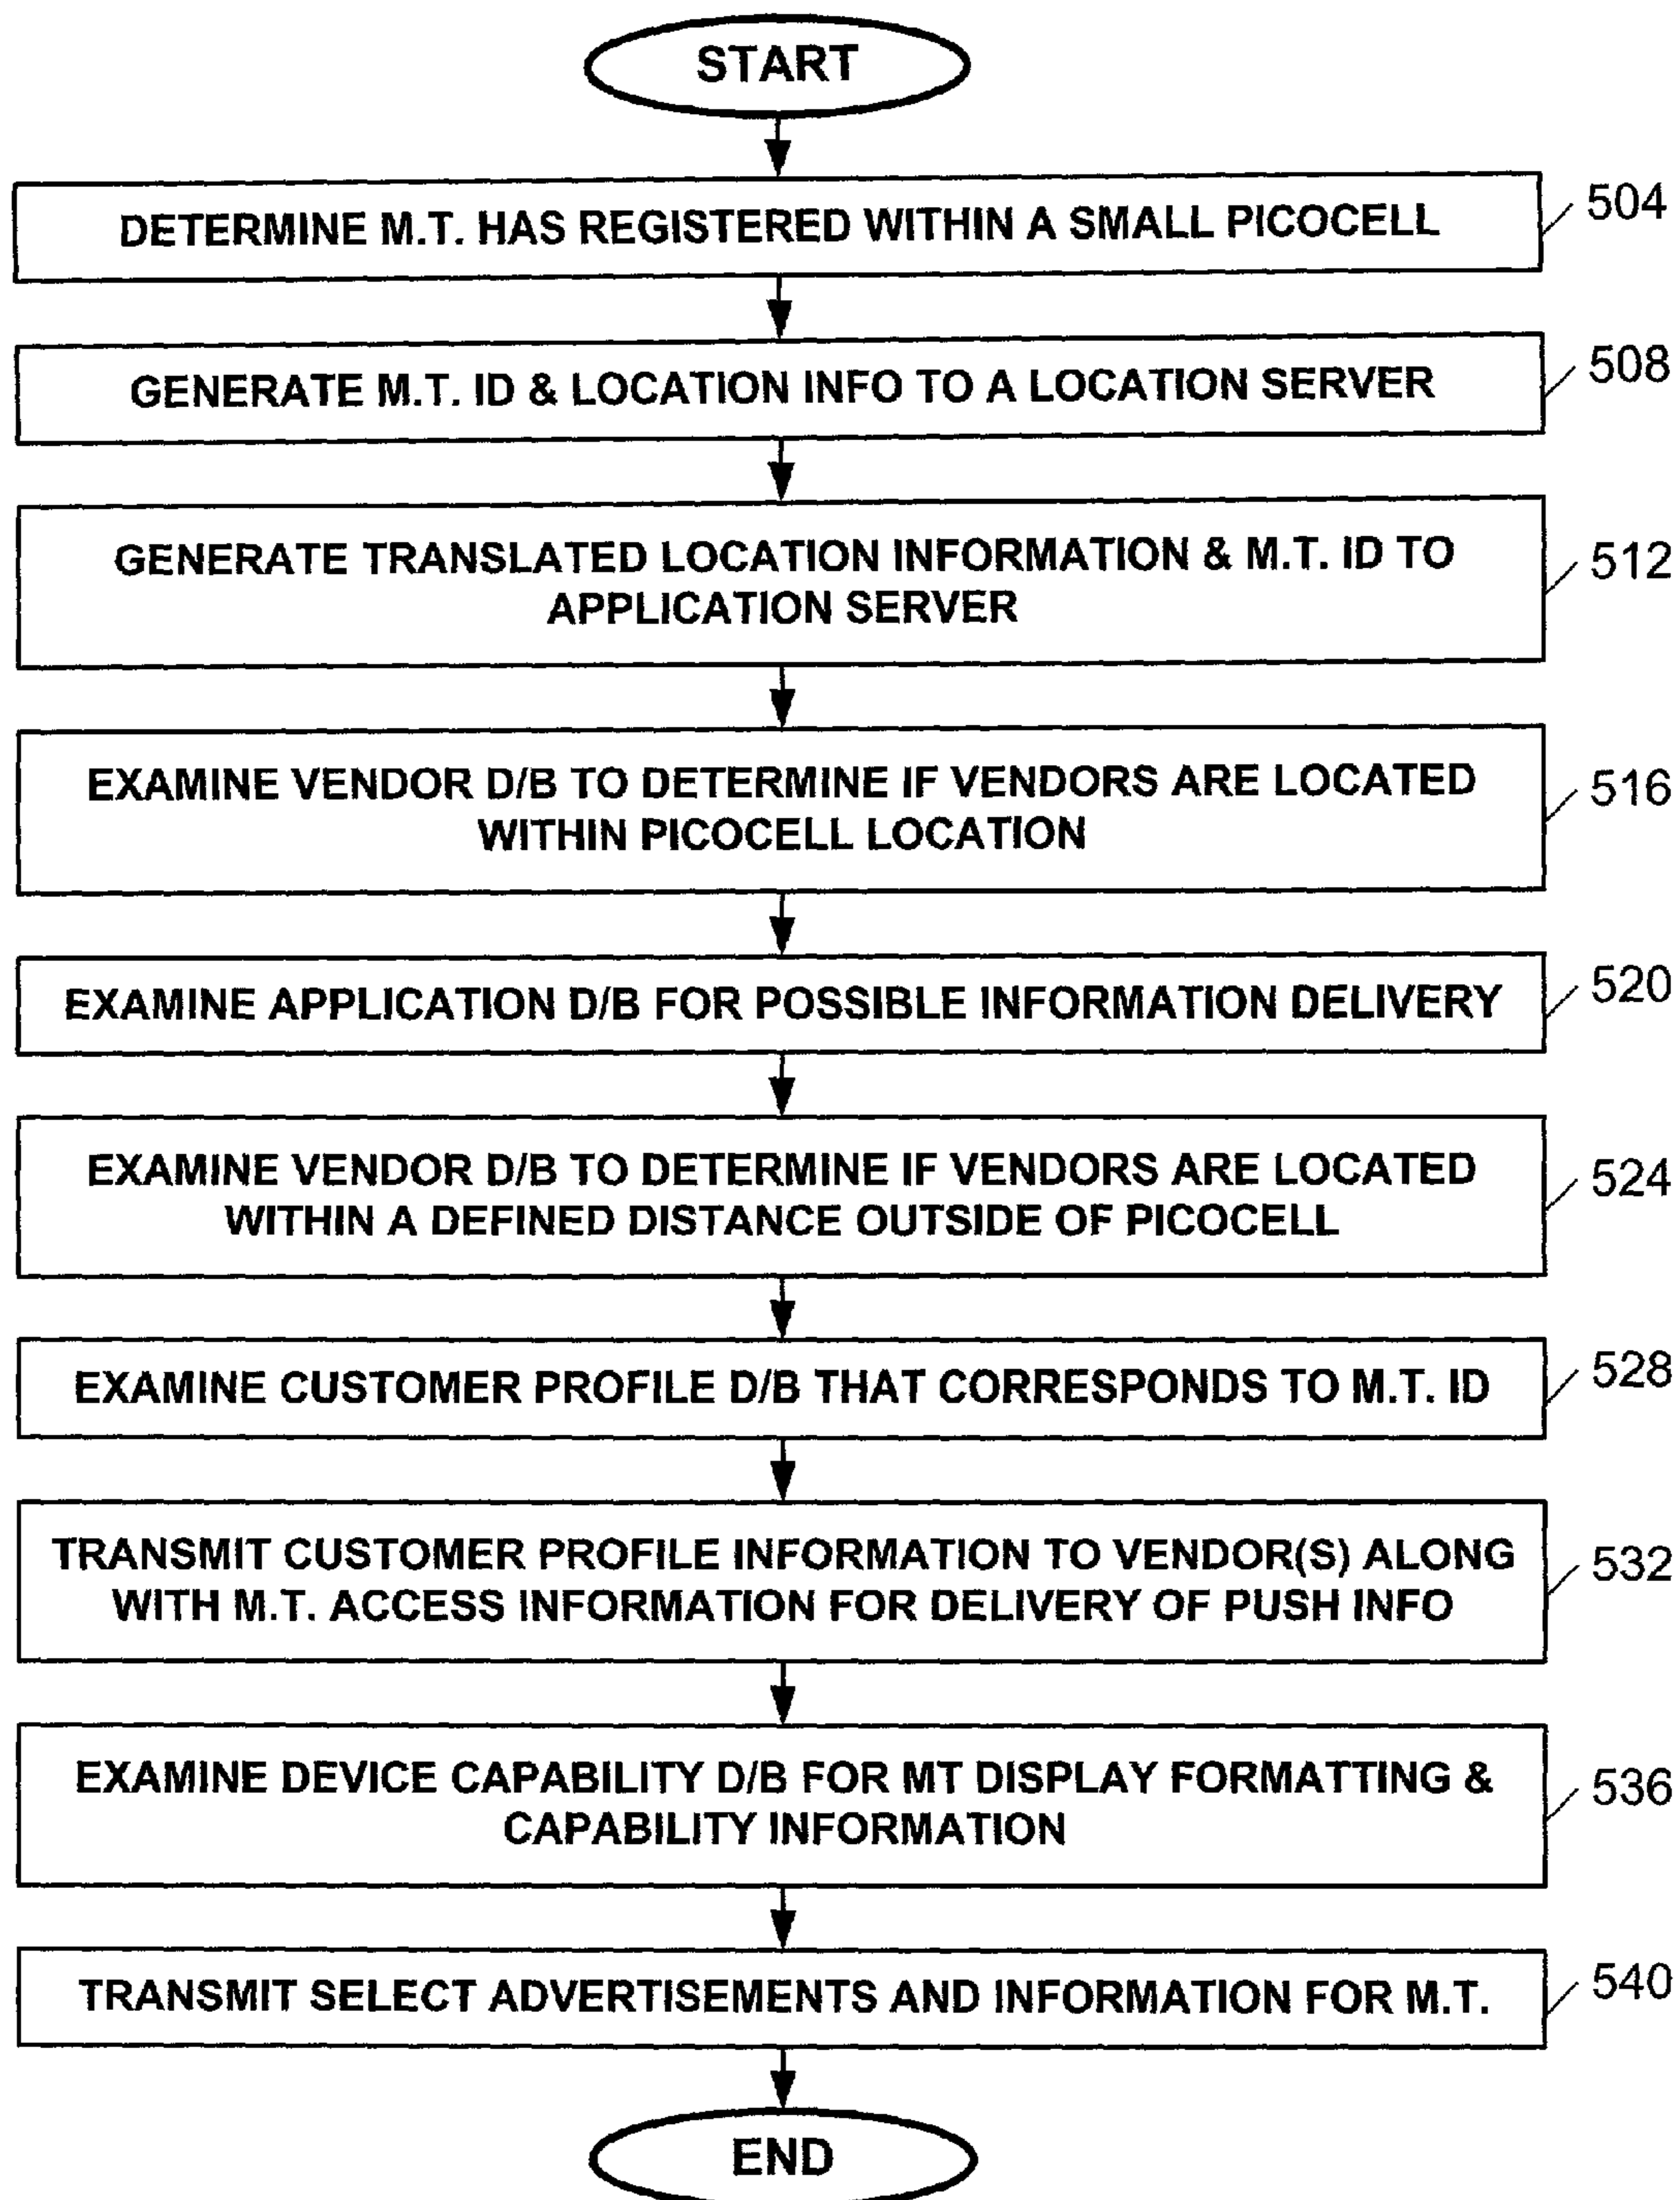 START
DETERMINE M.T. HAS REGISTERED WITHIN A SMALL PICOCELL
504
GENERATE M.T. ID & LOCATION INFO TO A LOCATION SERVER
508
GENERATE TRANSLATED LOCATION INFORMATION & M.T. ID TO
APPLICATION SERVER
512
EXAMINE VENDOR D/B TO DETERMINE IF VENDORS ARE LOCATED
WITHIN PICOCELL LOCATION
516
EXAMINE APPLICATION D/B FOR POSSIBLE INFORMATION DELIVERY
520
EXAMINE VENDOR D/B TO DETERMINE IF VENDORS ARE LOCATED
WITHIN A DEFINED DISTANCE OUTSIDE OF PICOCELL
524
EXAMINE CUSTOMER PROFILE D/B THAT CORRESPONDS TO M.T. ID
528
TRANSMIT CUSTOMER PROFILE INFORMATION TO VENDOR(S) ALONG
WITH M.T. ACCESS INFORMATION FOR DELIVERY OF PUSH INFO
532
EXAMINE DEVICE CAPABILITY D/B FOR MT DISPLAY FORMATTING &
CAPABILITY INFORMATION
536
TRANSMIT SELECT ADVERTISEMENTS AND INFORMATION FOR M.T.
540
END